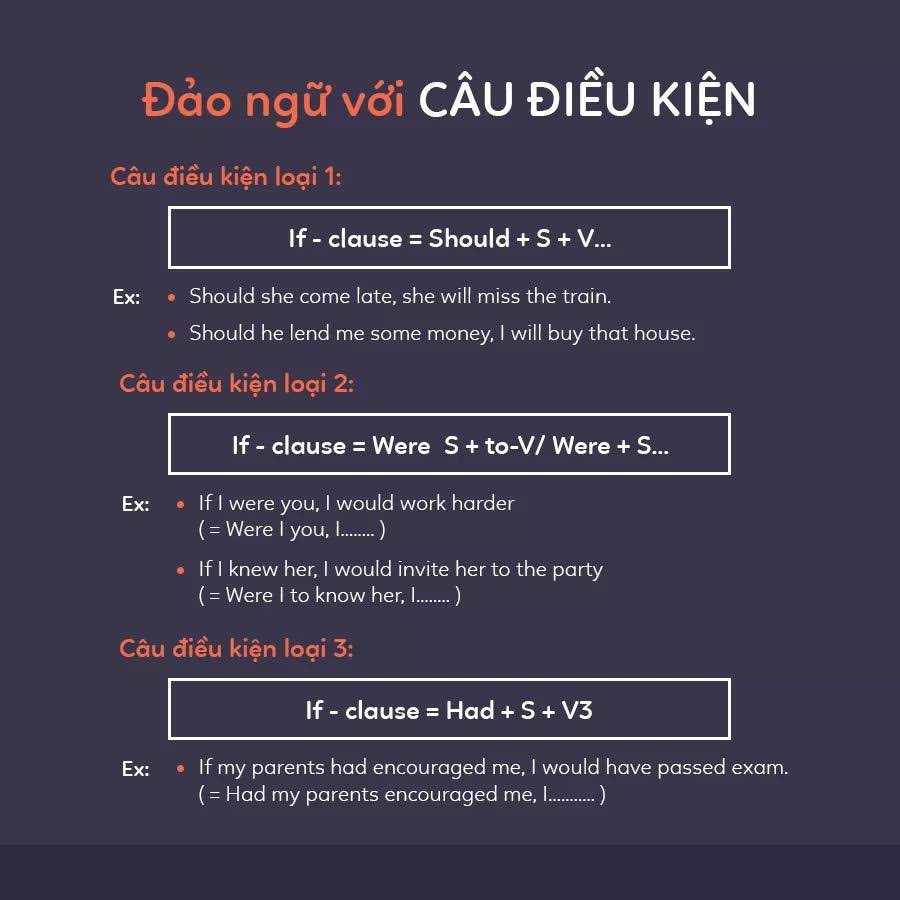 Đảo ngữ với CÂU ĐIỀU KIỆN
Câu điều kiện loại 1:
If - clause = Should + S + V...
Ex: • Should she come late, she will miss the train.
• Should he lend me some money, I will buy that house.
Câu điều kiện loại 2:
If - clause = Were  S + to-V/ Were + S...
Ex: • If I were you, I would work harder
( = Were I you, I........ )
• If I knew her, I would invite her to the party
( = Were I to know her, I........ )
Câu điều kiện loại 3:
If - clause = Had + S + V3
Ex: • If my parents had encouraged me, I would have passed exam.
( = Had my parents encouraged me, I........... )